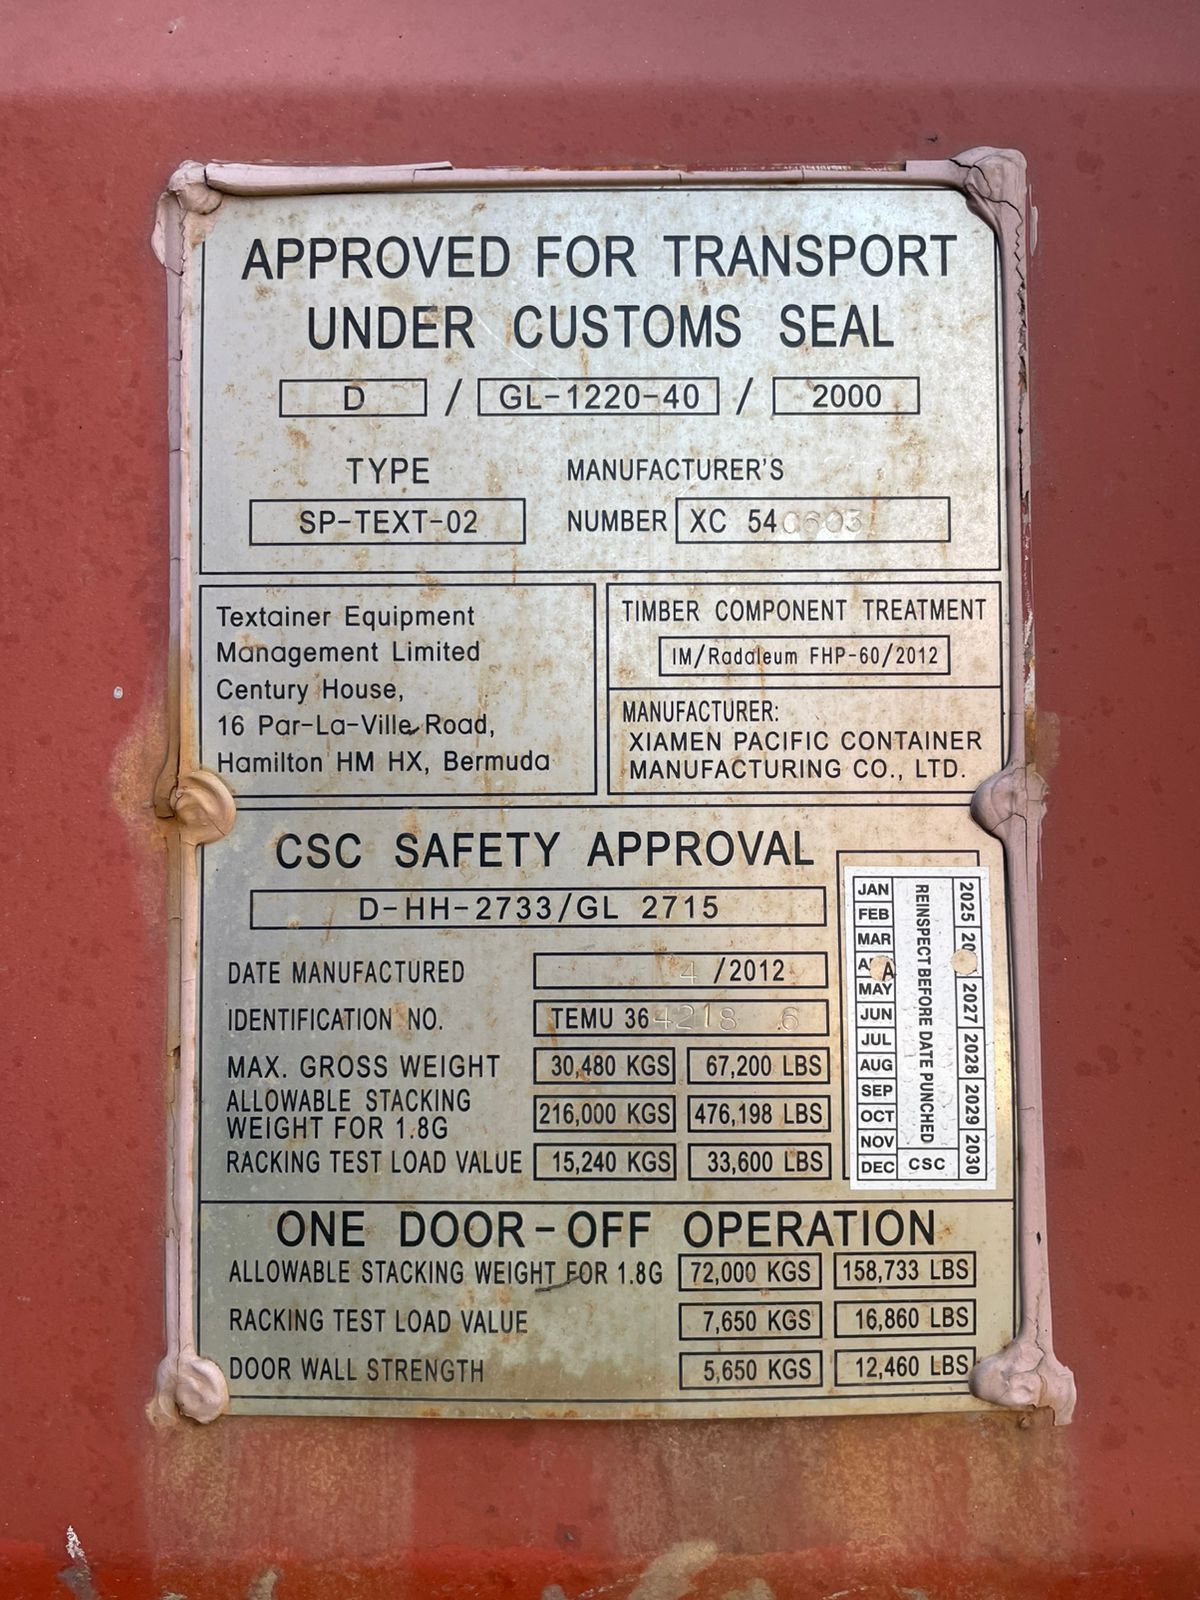 APPROVED FOR TRANSPORT
UNDER CUSTOMS SEAL
D / GL-1220-40 / 2000
TYPE
SP-TEXT-02
MANUFACTURER'S
NUMBER XC 540603
Textainer Equipment
Management Limited
Century House,
16 Par-La-Ville Road,
Hamilton HM HX, Bermuda
TIMBER COMPONENT TREATMENT
IM/Radaleum FHP-60/2012
MANUFACTURER:
XIAMEN PACIFIC CONTAINER
MANUFACTURING CO., LTD.
CSC SAFETY APPROVAL
D-HH-2733/GL 2715
DATE MANUFACTURED 4 /2012
IDENTIFICATION NO. TEMU 364218 6
MAX. GROSS WEIGHT 30,480 KGS 67,200 LBS
ALLOWABLE STACKING
WEIGHT FOR 1.8G 216,000 KGS 476,198 LBS
RACKING TEST LOAD VALUE 15,240 KGS 33,600 LBS
JAN
FEB
MAR
A
MAY
JUN
JUL
AUG
SEP
OCT
NOV
DEC
REINSPECT BEFORE DATE PUNCHED
CSC
2025
2027
2028
2029
2030
ONE DOOR-OFF OPERATION
ALLOWABLE STACKING WEIGHT FOR 1.8G 72,000 KGS 158,733 LBS
RACKING TEST LOAD VALUE 7,650 KGS 16,860 LBS
DOOR WALL STRENGTH 5,650 KGS 12,460 LBS